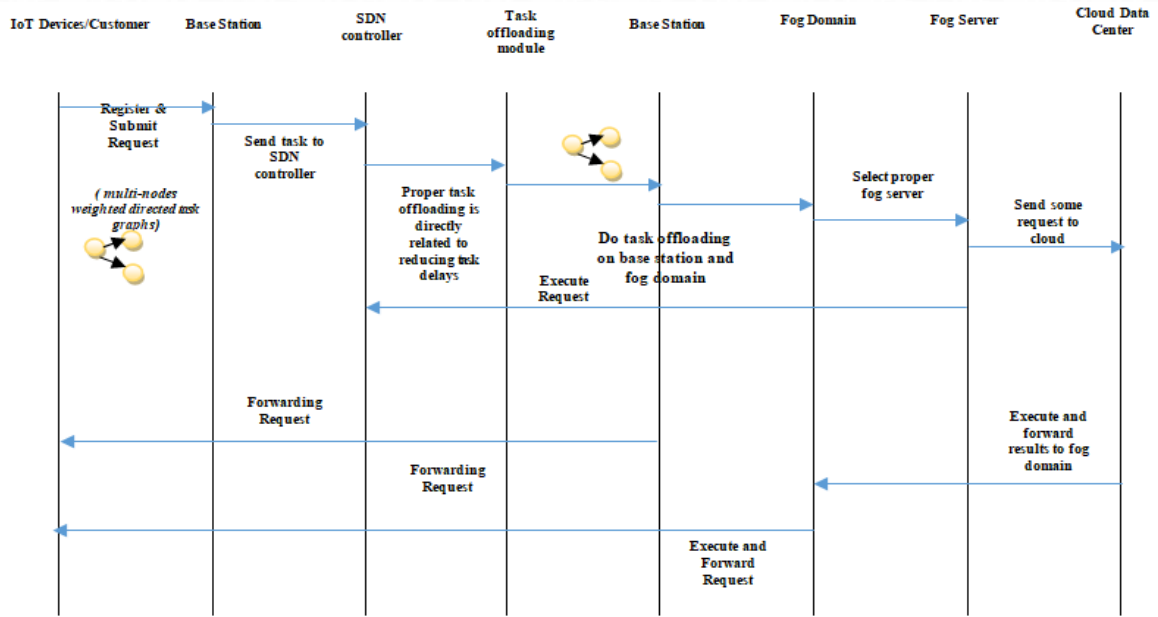 IoT Devices/Customer
Base Station
SDN
controller
Task
offloading
module
Base Station
Fog Domain
Fog Server
Cloud Data
Center
Register &
Submit
Request
( multi-nodes
weighted directed task
graphs)
Send task to
SDN
controller
Proper task
offloading is
directly
related to
reducing task
delays
Do task offloading
on base station and
fog domain
Select proper
fog server
Send some
request to
cloud
Execute
Request
Forwarding
Request
Execute and
forward
results to fog
domain
Forwarding
Request
Execute and
Forward
Request